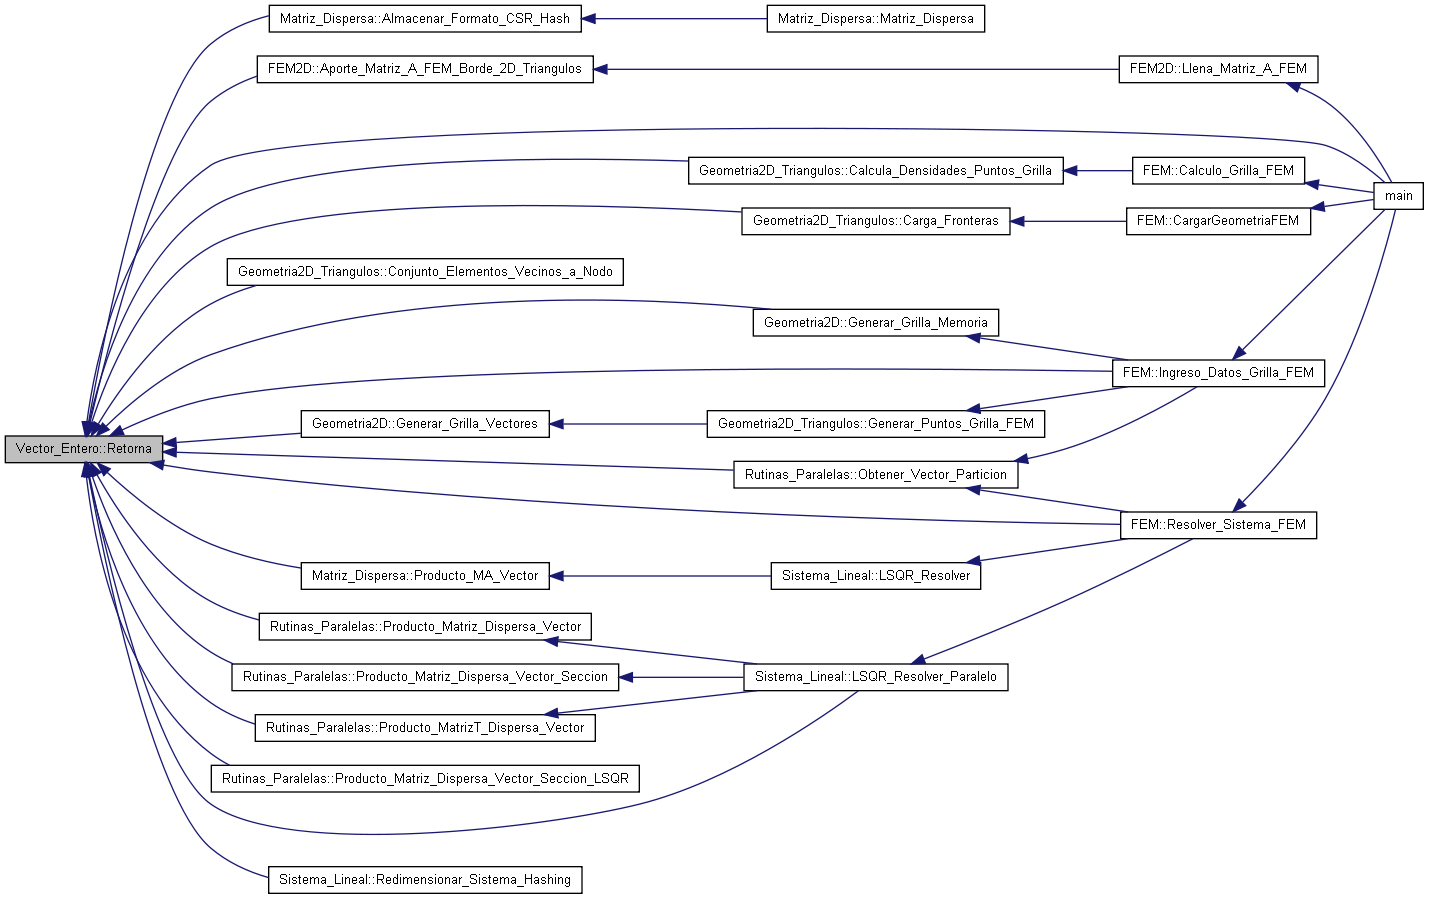 Matriz_Dispersa::Almacenar_Formato_CSR_Hash
Matriz_Dispersa::Matriz_Dispersa
FEM2D::Aporte_Matriz_A_FEM_Borde_2D_Triangulos
FEM2D::Llena_Matriz_A_FEM
Geometria2D_Triangulos::Calcula_Densidades_Puntos_Grilla
FEM::Calculo_Grilla_FEM
main
Geometria2D_Triangulos::Carga_Fronteras
FEM::CargarGeometriaFEM
Geometria2D_Triangulos::Conjunto_Elementos_Vecinos_a_Nodo
Geometria2D::Generar_Grilla_Memoria
FEM::Ingreso_Datos_Grilla_FEM
Geometria2D::Generar_Grilla_Vectores
Geometria2D_Triangulos::Generar_Puntos_Grilla_FEM
Vector_Entero::Retorna
Rutinas_Paralelas::Obtener_Vector_Particion
FEM::Resolver_Sistema_FEM
Matriz_Dispersa::Producto_MA_Vector
Sistema_Lineal::LSQR_Resolver
Rutinas_Paralelas::Producto_Matriz_Dispersa_Vector
Rutinas_Paralelas::Producto_Matriz_Dispersa_Vector_Seccion
Sistema_Lineal::LSQR_Resolver_Paralelo
Rutinas_Paralelas::Producto_MatrizT_Dispersa_Vector
Rutinas_Paralelas::Producto_Matriz_Dispersa_Vector_Seccion_LSQR
Sistema_Lineal::Redimensionar_Sistema_Hashing